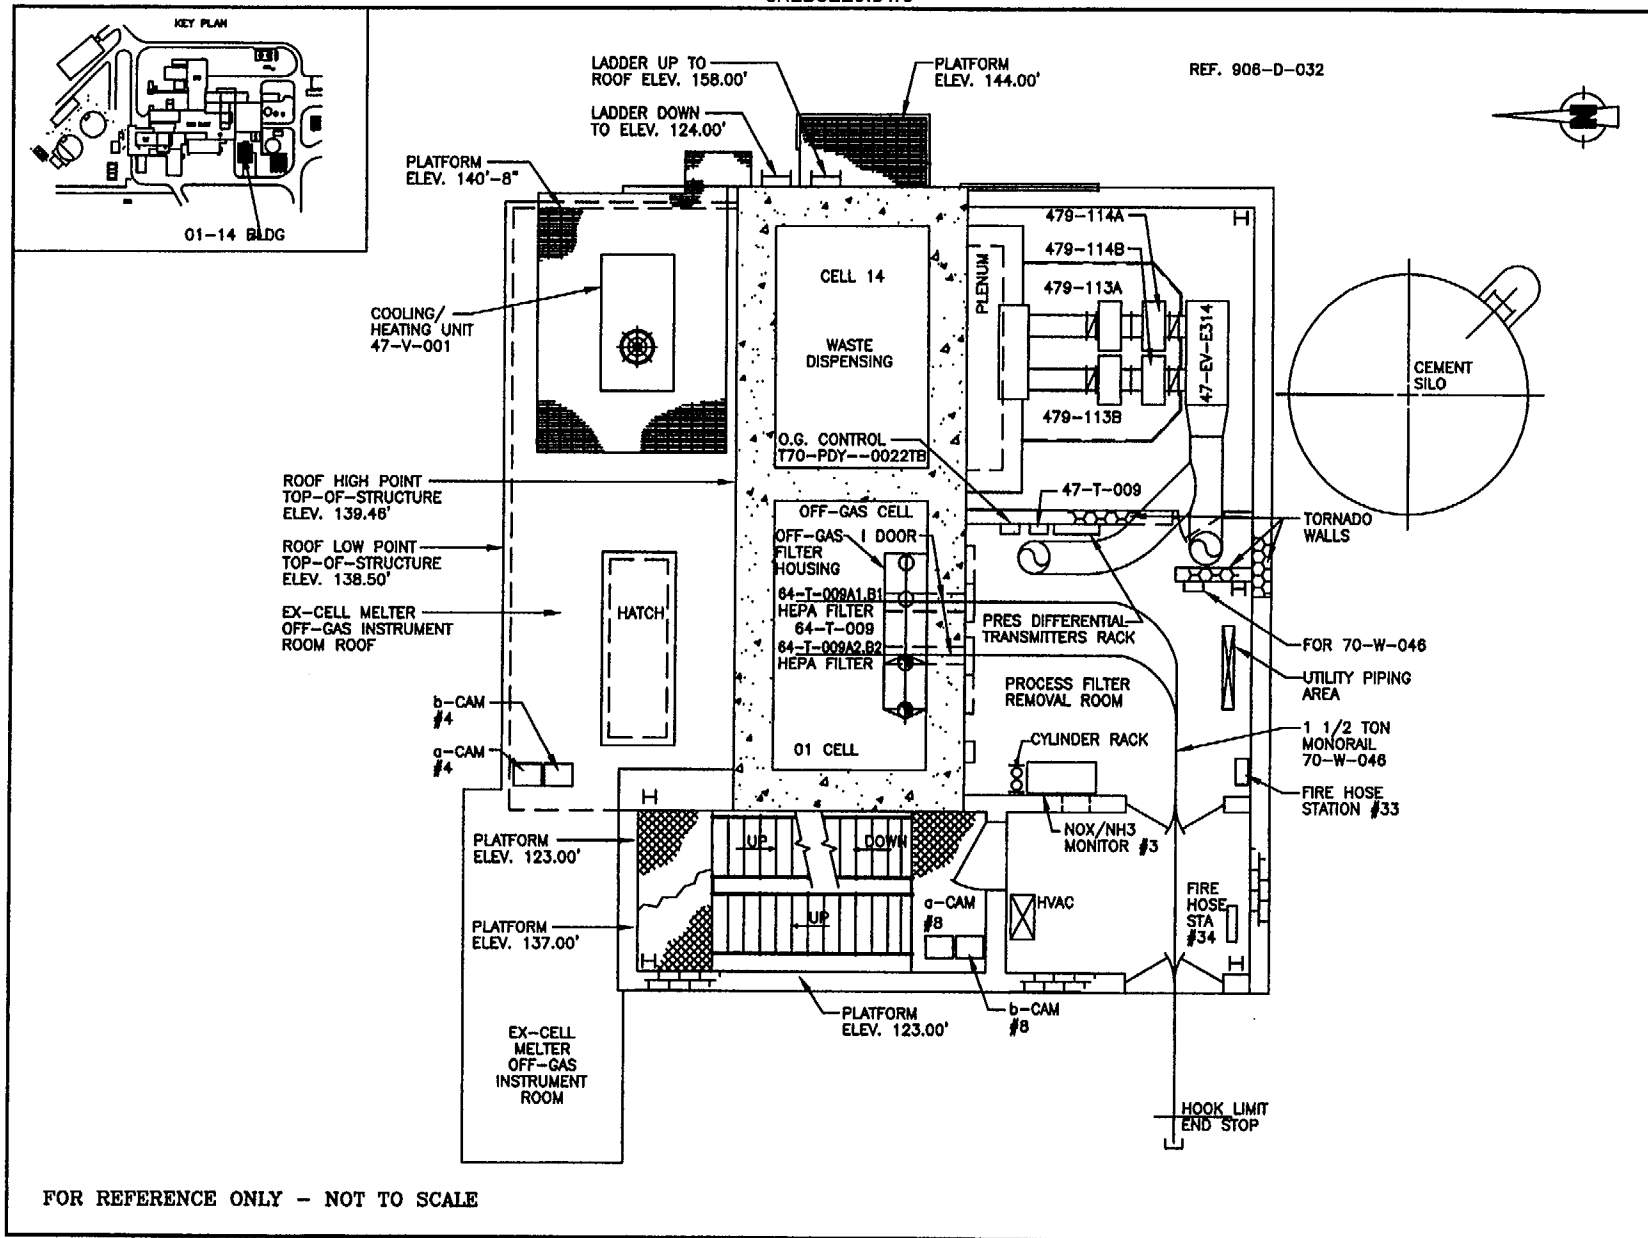 KEY PLAN
01-14 BLDG
LADDER UP TO
ROOF ELEV. 158.00'
LADDER DOWN
TO ELEV. 124.00'
PLATFORM
ELEV. 144.00'
REF. 906-D-032
N
PLATFORM
ELEV. 140'-8"
COOLING/
HEATING UNIT
47-V-001
CELL 14
WASTE
DISPENSING
PLENUM
479-114A
479-114B
479-113A
479-113B
47-EV-E314
CEMENT
SILO
O.G. CONTROL
T70-PDY--0022TB
47-T-009
ROOF HIGH POINT
TOP-OF-STRUCTURE
ELEV. 139.46'
ROOF LOW POINT
TOP-OF-STRUCTURE
ELEV. 138.50'
EX-CELL MELTER
OFF-GAS INSTRUMENT
ROOM ROOF
OFF-GAS CELL
OFF-GAS
FILTER
HOUSING
I DOOR
64-T-009A1,B1
HEPA FILTER
64-T-009
64-T-009A2,B2
HEPA FILTER
01 CELL
HATCH
TORNADO
WALLS
PRES DIFFERENTIAL
TRANSMITTERS RACK
PROCESS FILTER
REMOVAL ROOM
FOR 70-W-046
UTILITY PIPING
AREA
1 1/2 TON
MONORAIL
70-W-046
CYLINDER RACK
b-CAM
#4
a-CAM
#4
FIRE HOSE
STATION #33
NOX/NH3
MONITOR #3
PLATFORM
ELEV. 123.00'
UP
DOWN
UP
PLATFORM
ELEV. 137.00'
a-CAM
#8
HVAC
FIRE
HOSE
STA
#34
b-CAM
#8
PLATFORM
ELEV. 123.00'
EX-CELL
MELTER
OFF-GAS
INSTRUMENT
ROOM
HOOK LIMIT
END STOP
FOR REFERENCE ONLY - NOT TO SCALE